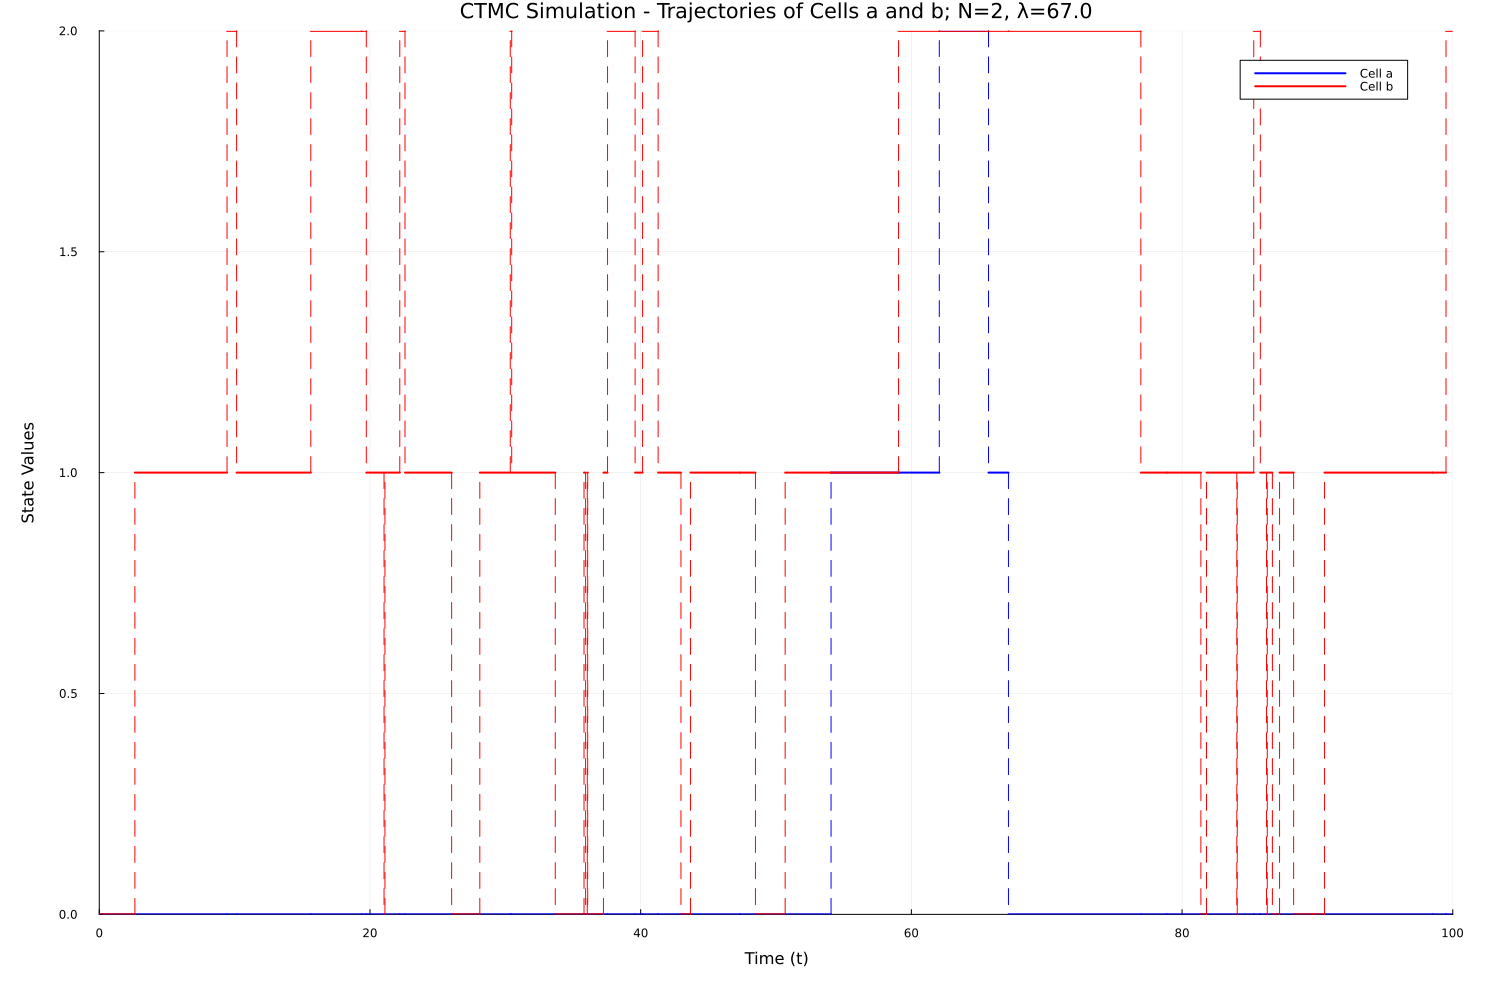 CTMC Simulation - Trajectories of Cells a and b; N=2, λ=67.0
2.0
Cell a
Cell b
1.5
State Values
1.0
0.5
0.0
0 20 40 60 80 100
Time (t)